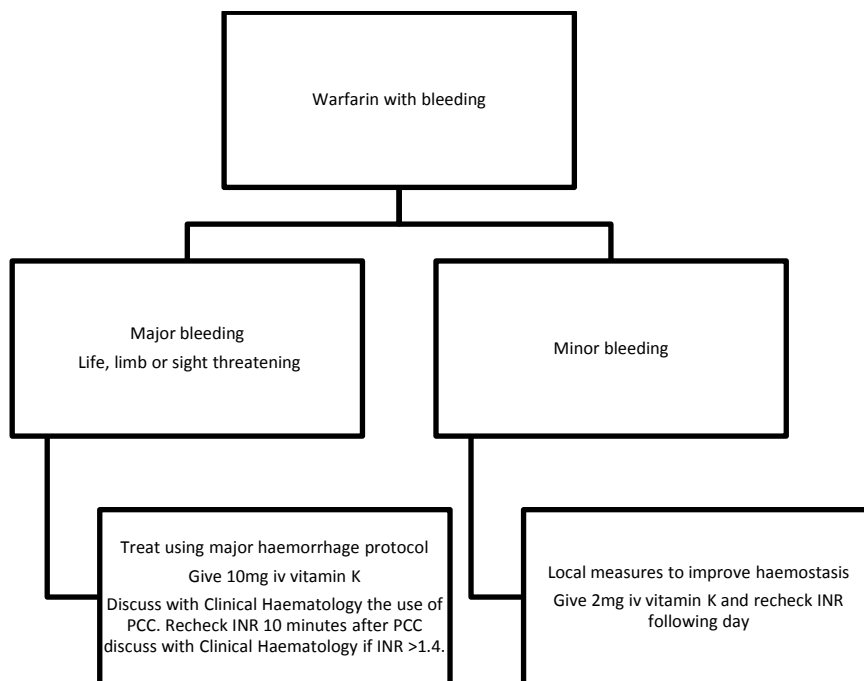 Warfarin with bleeding
Major bleeding
Life, limb or sight threatening
Minor bleeding
Treat using major haemorrhage protocol
Give 10mg iv vitamin K
Discuss with Clinical Haematology the use of
PCC. Recheck INR 10 minutes after PCC
discuss with Clinical Haematology if INR >1.4.
Local measures to improve haemostasis
Give 2mg iv vitamin K and recheck INR
following day